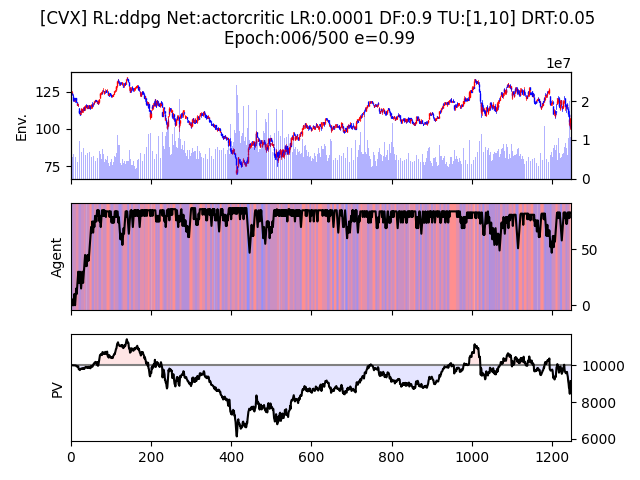 [CVX] RL:ddpg Net:actorcritic LR:0.0001 DF:0.9 TU:[1,10] DRT:0.05
Epoch:006/500 e=0.99
1e7
Env.
125
100
75
2
1
0
Agent
50
0
PV
10000
8000
6000
0 200 400 600 800 1000 1200